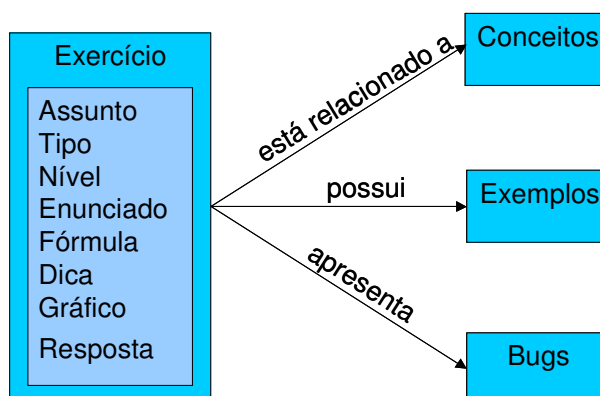 Exercício
Assunto
Tipo
Nível
Enunciado
Fórmula
Dica
Gráfico
Resposta
está relacionado a
Conceitos
possui
Exemplos
apresenta
Bugs